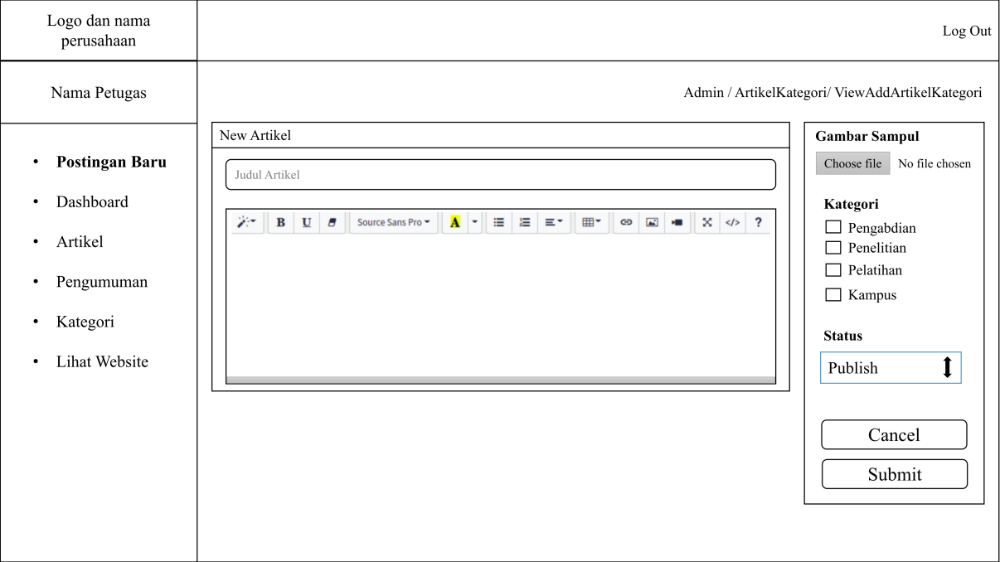 Logo dan nama
perusahaan
Log Out
Nama Petugas
Admin / ArtikelKategori/ ViewAddArtikelKategori
• Postingan Baru
• Dashboard
• Artikel
• Pengumuman
• Kategori
• Lihat Website
New Artikel
Judul Artikel
B U Source Sans Pro A </> ?
Gambar Sampul
Choose file No file chosen
Kategori
Pengabdian
Penelitian
Pelatihan
Kampus
Status
Publish
Cancel
Submit